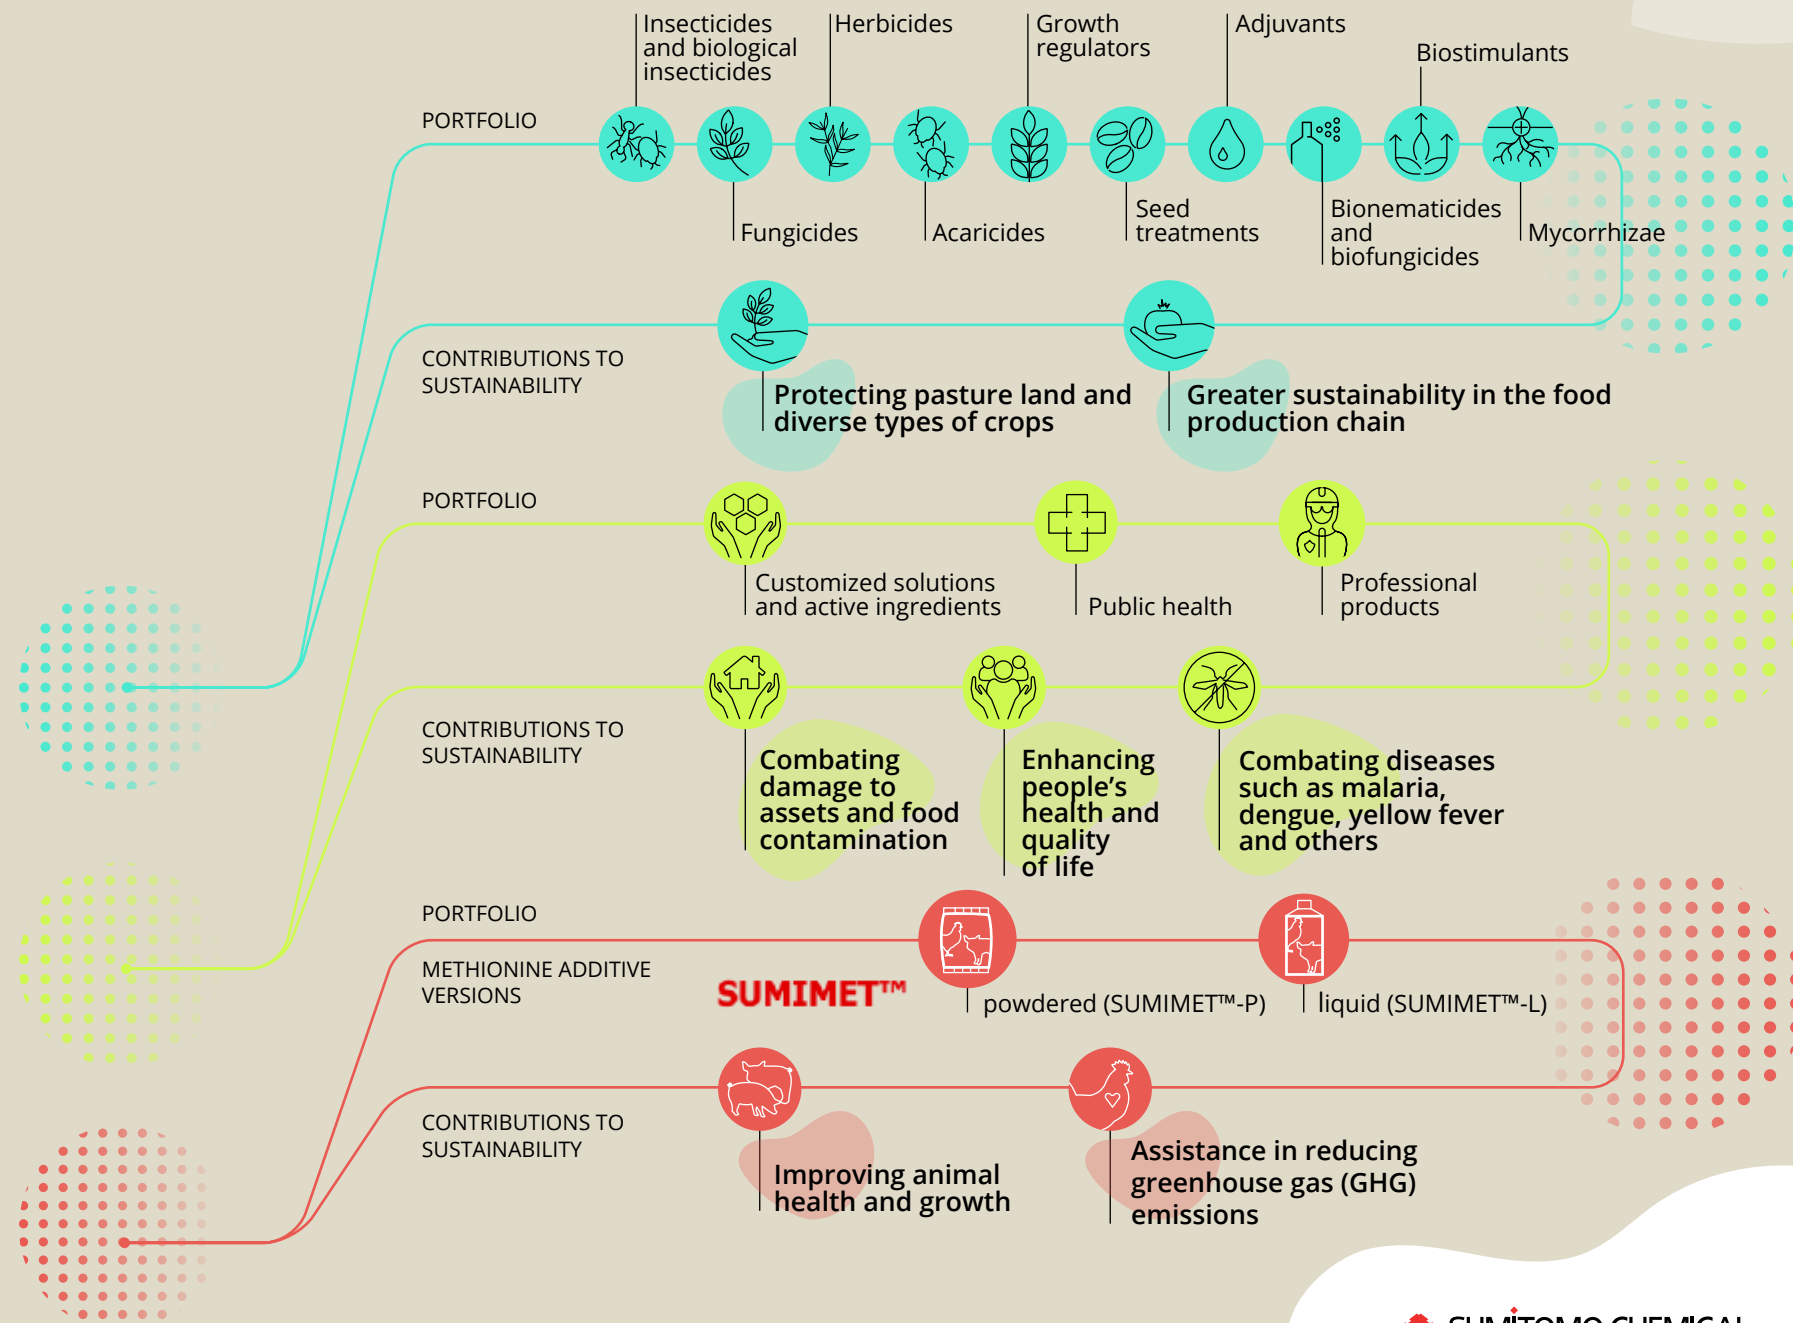 Insecticides
and biological
insecticides
Herbicides
Growth
regulators
Adjuvants
Biostimulants
PORTFOLIO
Fungicides
Acaricides
Seed
treatments
Bionematicides
and
biofungicides
Mycorrhizae
CONTRIBUTIONS TO
SUSTAINABILITY
Protecting pasture land and
diverse types of crops
Greater sustainability in the food
production chain
PORTFOLIO
Customized solutions
and active ingredients
Public health
Professional
products
CONTRIBUTIONS TO
SUSTAINABILITY
Combating
damage to
assets and food
contamination
Enhancing
people’s
health and
quality
of life
Combating diseases
such as malaria,
dengue, yellow fever
and others
PORTFOLIO
METHIONINE ADDITIVE
VERSIONS
SUMIMET™
powdered (SUMIMET™-P)
liquid (SUMIMET™-L)
CONTRIBUTIONS TO
SUSTAINABILITY
Improving animal
health and growth
Assistance in reducing
greenhouse gas (GHG)
emissions
SUMITOMO CHEMICAL